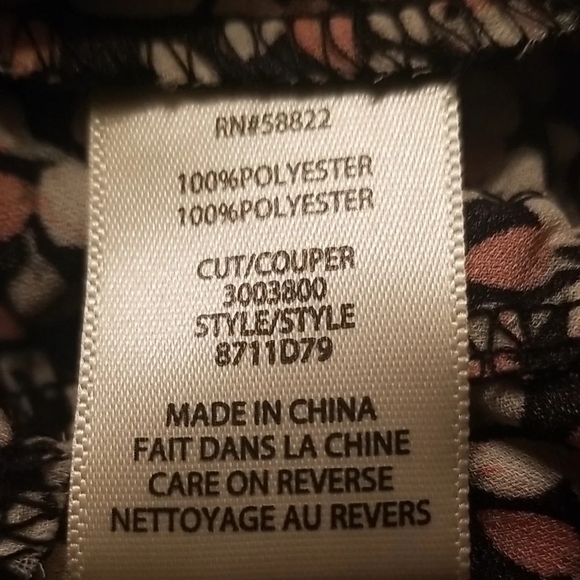 RN#58822
100%POLYESTER
100%POLYESTER
CUT/COUPER
3003800
STYLE/STYLE
8711D79
MADE IN CHINA
FAIT DANS LA CHINE
CARE ON REVERSE
NETTOYAGE AU REVERS